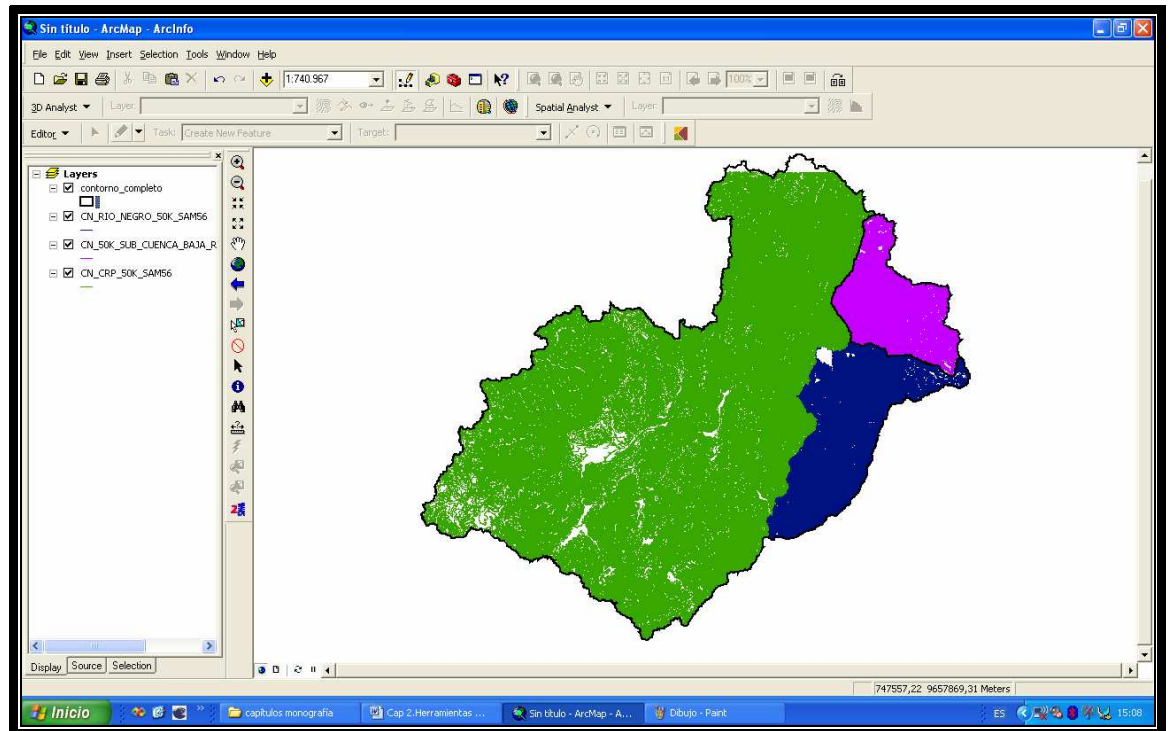 Sin título - ArcMap - ArcInfo
File Edit View Insert Selection Tools Window Help
1:740.967
100%
3D Analyst
Layer:
Spatial Analyst
Layer:
Editor
Task: Create New Feature
Target:
Layers
contorno_completo
CN_RIO_NEGRO_50K_SAM56
CN_50K_SUB_CUENCA_BAJA_R
CN_CRP_50K_SAM56
Display Source Selection
747557,22 9657869,31 Meters
Inicio
capítulos monografía
Cap 2.Herramientas ...
Sin título - ArcMap - A...
Dibujo - Paint
ES
15:08